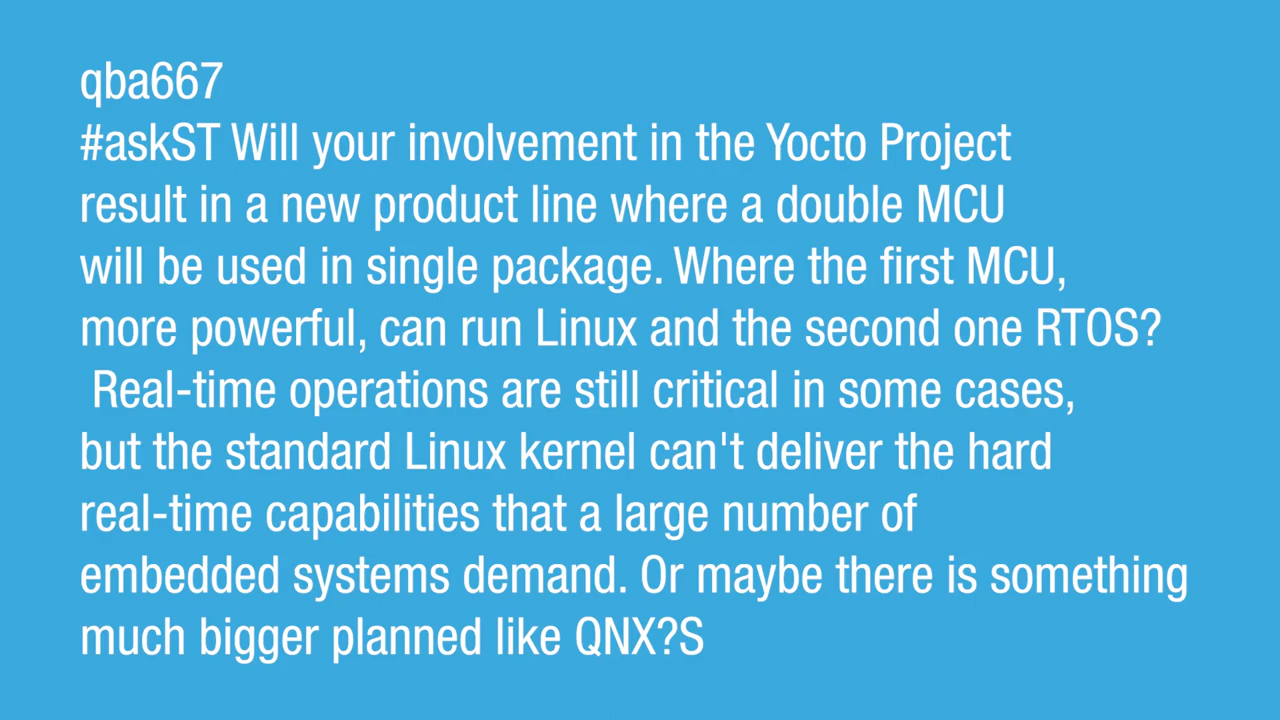 qba667
#askST Will your involvement in the Yocto Project
result in a new product line where a double MCU
will be used in single package. Where the first MCU,
more powerful, can run Linux and the second one RTOS?
Real-time operations are still critical in some cases,
but the standard Linux kernel can't deliver the hard
real-time capabilities that a large number of
embedded systems demand. Or maybe there is something
much bigger planned like QNX?S